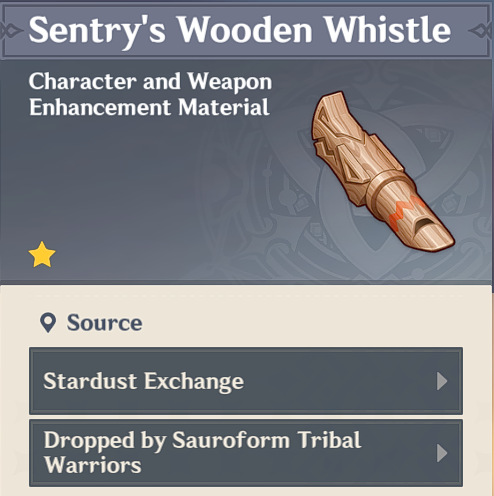 Sentry's Wooden Whistle
Character and Weapon
Enhancement Material
Source
Stardust Exchange
Dropped by Sauroform Tribal
Warriors